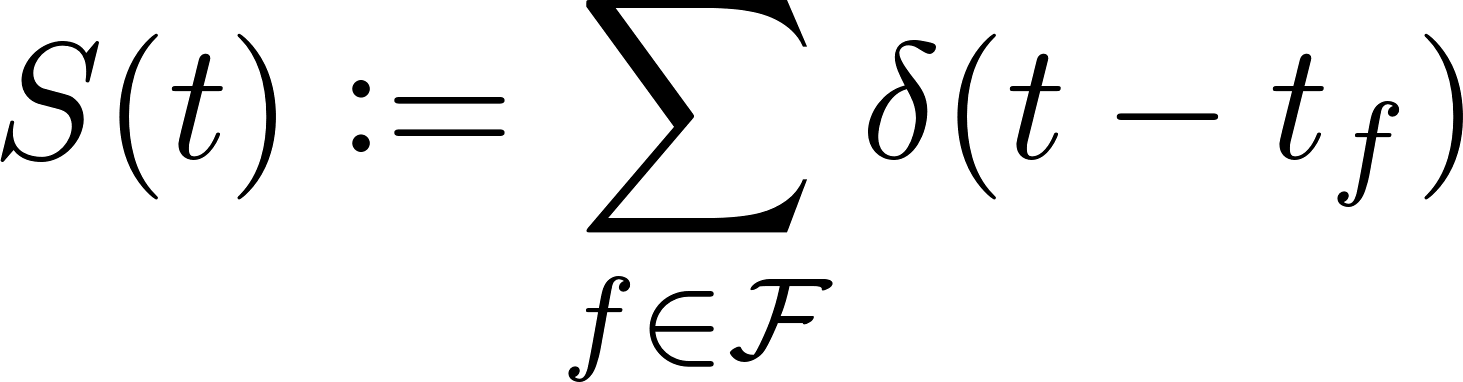 S(t) := ∑_{f∈ℱ} δ(t − t_f)